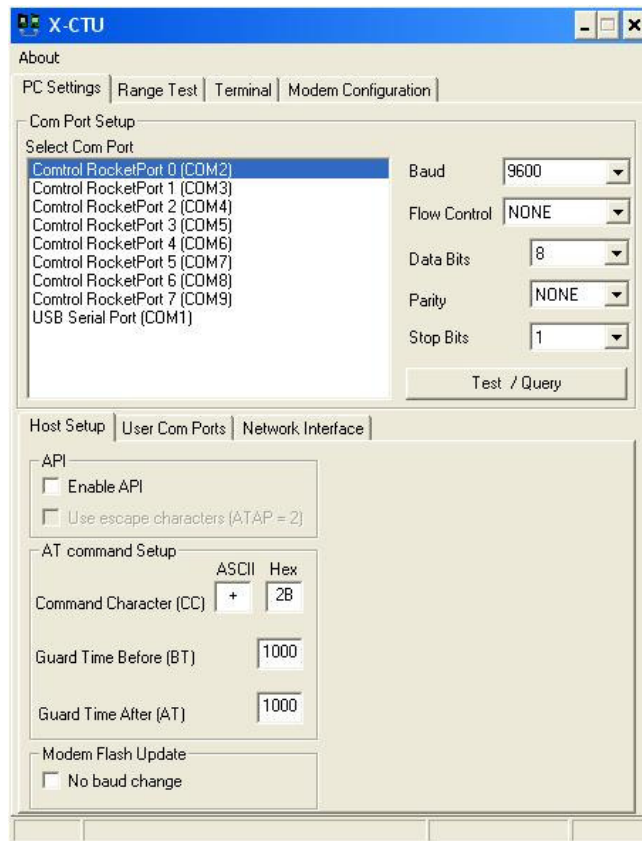 X-CTU
About
PC Settings Range Test Terminal Modem Configuration
Com Port Setup
Select Com Port
Comtrol RocketPort 0 (COM2)
Comtrol RocketPort 1 (COM3)
Comtrol RocketPort 2 (COM4)
Comtrol RocketPort 3 (COM5)
Comtrol RocketPort 4 (COM6)
Comtrol RocketPort 5 (COM7)
Comtrol RocketPort 6 (COM8)
Comtrol RocketPort 7 (COM9)
USB Serial Port (COM1)
Baud 9600
Flow Control NONE
Data Bits 8
Parity NONE
Stop Bits 1
Test / Query
Host Setup User Com Ports Network Interface
API
Enable API
Use escape characters (ATAP = 2)
AT command Setup
ASCII Hex
Command Character (CC) + 2B
Guard Time Before (BT) 1000
Guard Time After (AT) 1000
Modem Flash Update
No baud change